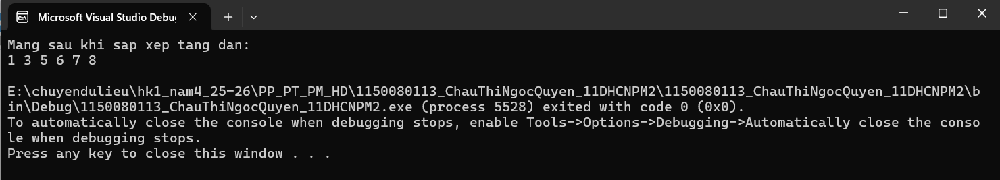 Microsoft Visual Studio Debug
Mang sau khi sap xep tang dan:
1 3 5 6 7 8
E:\chuyendulieu\hk1_nam4_25-26\PP_PT_PM_HD\1150080113_ChauThiNgocQuyen_11DHCNPM2\1150080113_ChauThiNgocQuyen_11DHCNPM2\b
in\Debug\1150080113_ChauThiNgocQuyen_11DHCNPM2.exe (process 5528) exited with code 0 (0x0).
To automatically close the console when debugging stops, enable Tools->Options->Debugging->Automatically close the conso
le when debugging stops.
Press any key to close this window . . .